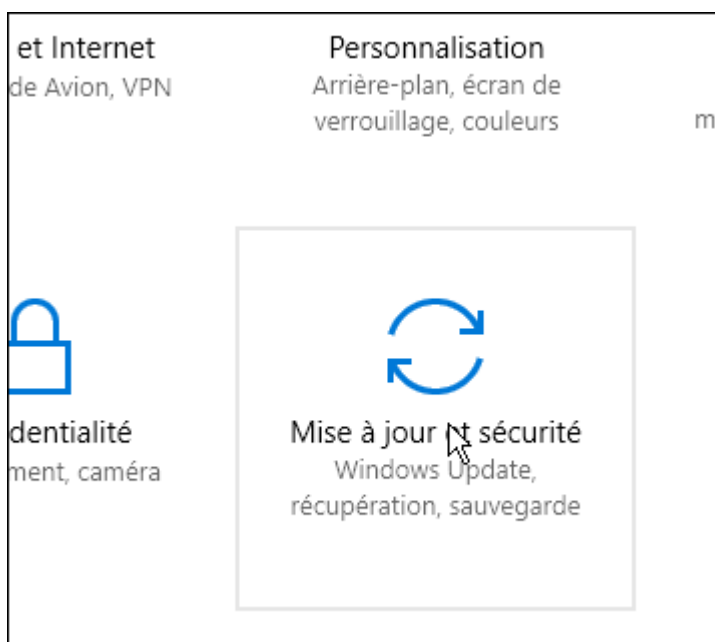 et Internet
de Avion, VPN
Personnalisation
Arrière-plan, écran de
verrouillage, couleurs
m
dentialité
ment, caméra
Mise à jour et sécurité
Windows Update,
récupération, sauvegarde